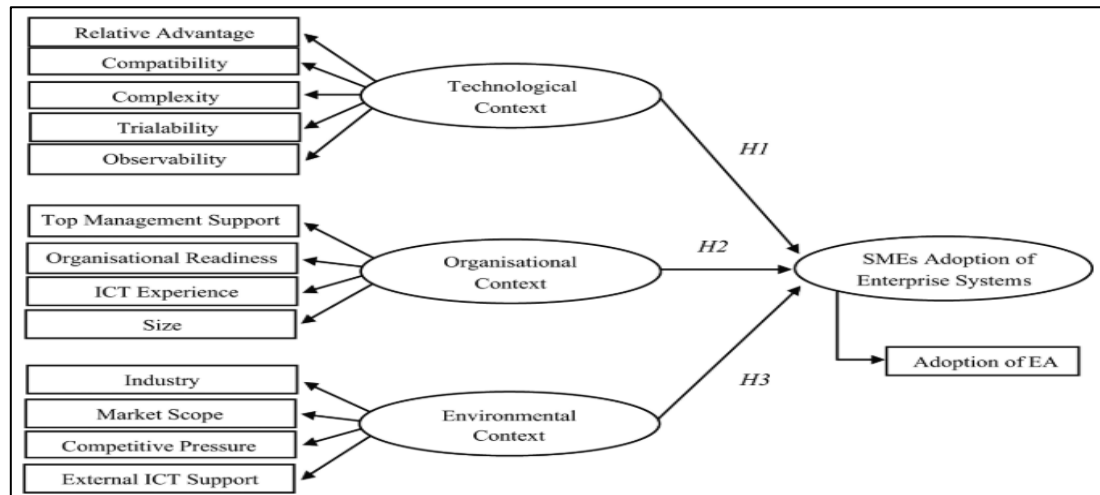 Relative Advantage
Compatibility
Complexity
Trialability
Observability
Technological
Context
H1
Top Management Support
Organisational Readiness
ICT Experience
Size
Organisational
Context
H2
SMEs Adoption of
Enterprise Systems
Adoption of EA
Industry
Market Scope
Competitive Pressure
External ICT Support
Environmental
Context
H3